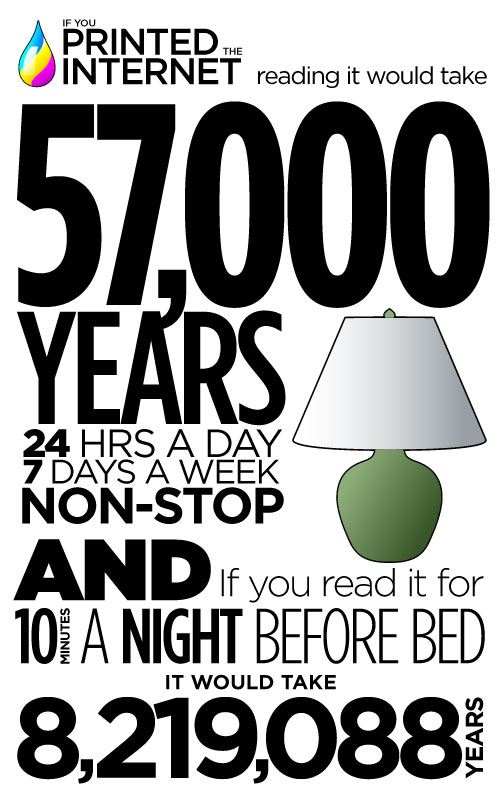 IF YOU
PRINTED THE
INTERNET reading it would take
57,000
YEARS
24 HRS A DAY
7 DAYS A WEEK
NON-STOP
AND If you read it for
10 MINUTES A NIGHT BEFORE BED
IT WOULD TAKE
8,219,088 YEARS